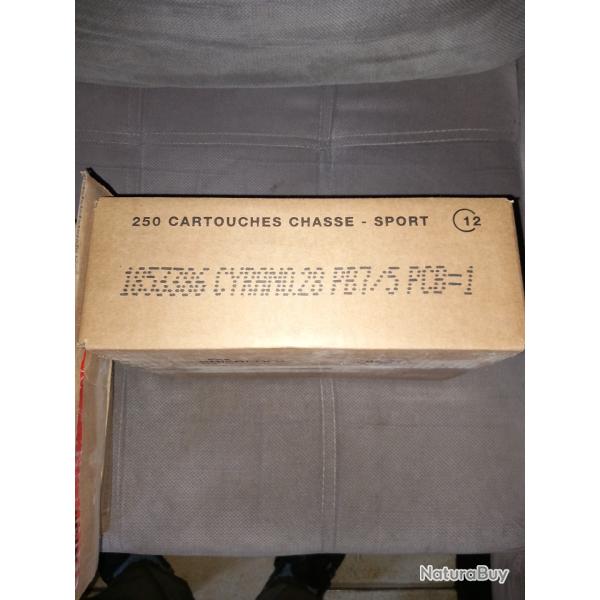 250 CARTOUCHES CHASSE - SPORT 12
1653386 CYRANO.28 PB7/5 PCB=1
NaturaBuy